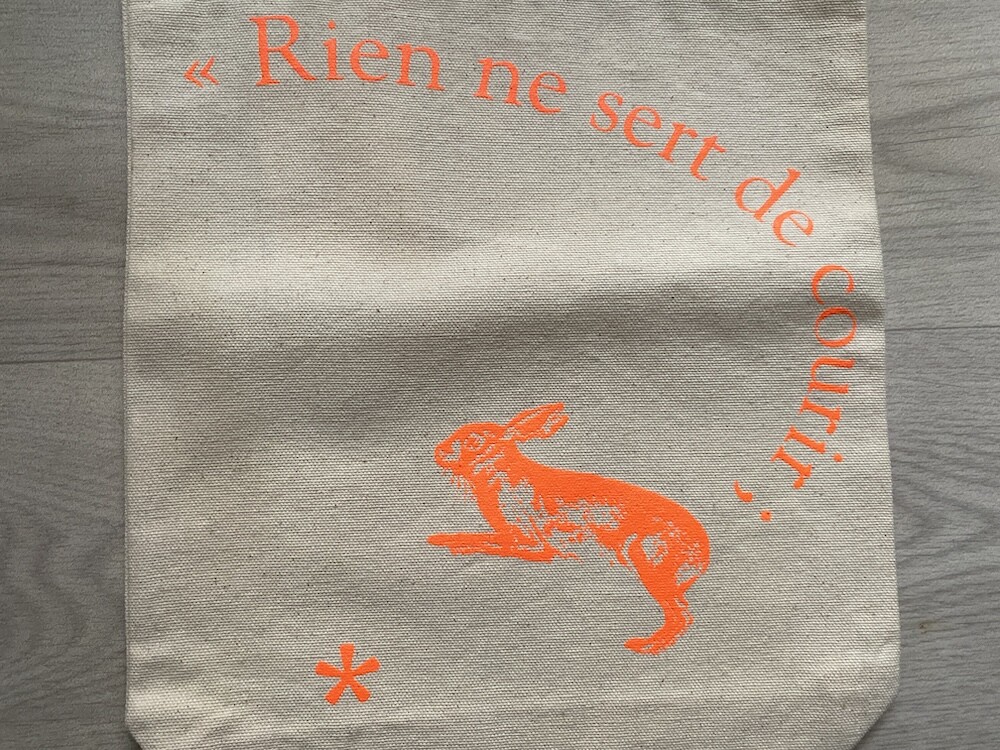 « Rien ne sert de courir ;
*